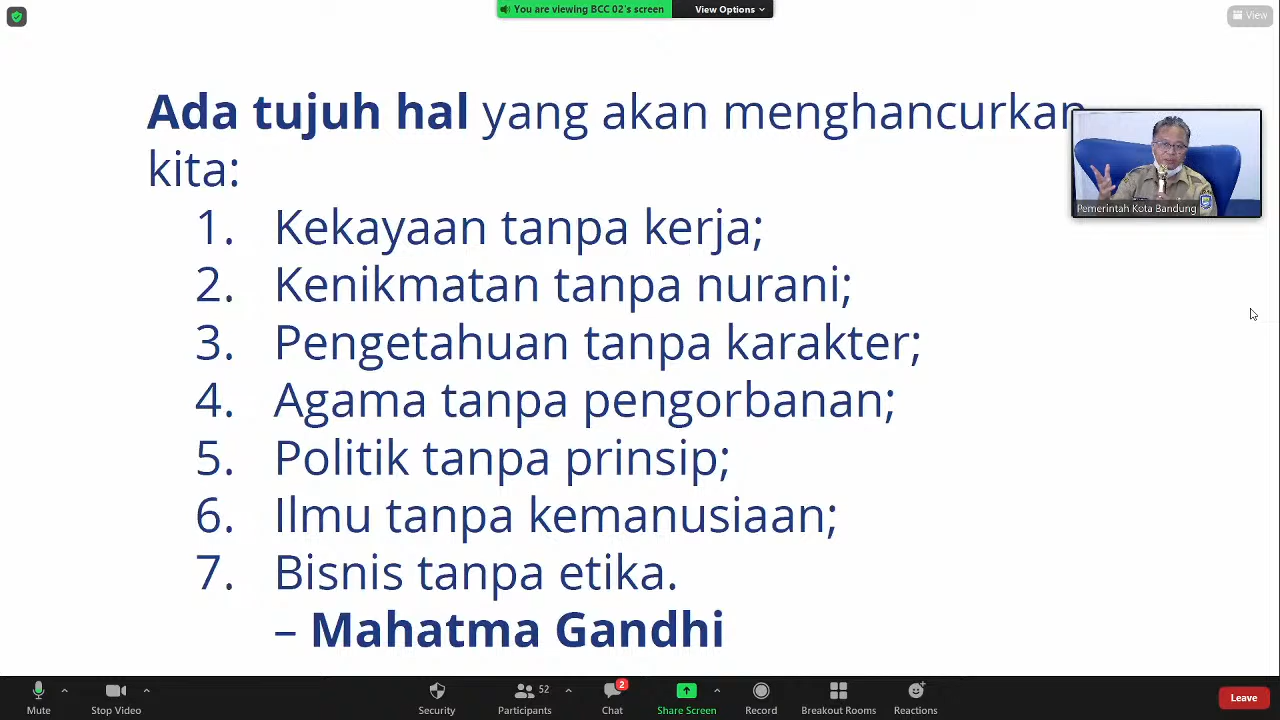 You are viewing BCC 02's screen
View Options
View
Ada tujuh hal yang akan menghancurkan
kita:
1. Kekayaan tanpa kerja;
2. Kenikmatan tanpa nurani;
3. Pengetahuan tanpa karakter;
4. Agama tanpa pengorbanan;
5. Politik tanpa prinsip;
6. Ilmu tanpa kemanusiaan;
7. Bisnis tanpa etika.
– Mahatma Gandhi
Pemerintah Kota Bandung
Mute
Stop Video
Security
52
Participants
2
Chat
Share Screen
Record
Breakout Rooms
Reactions
Leave